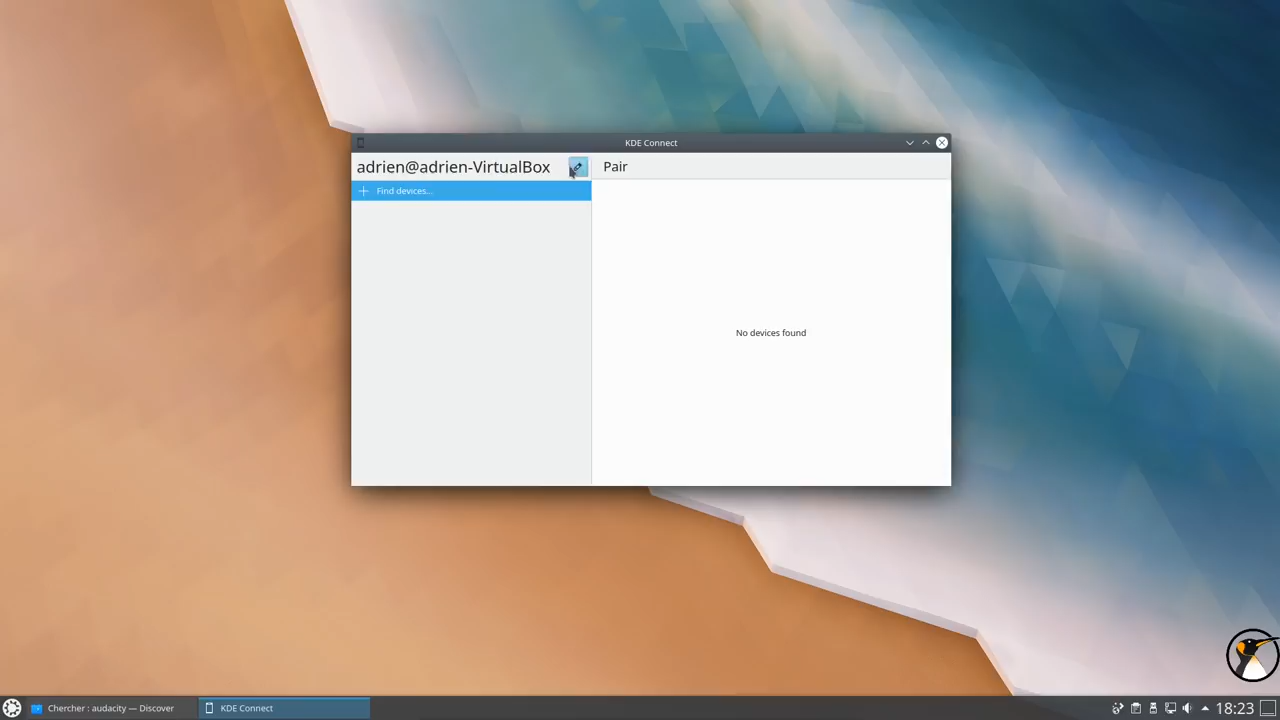 KDE Connect
adrien@adrien-VirtualBox
Pair
Find devices...
No devices found
Chercher : audacity — Discover
KDE Connect
18:23